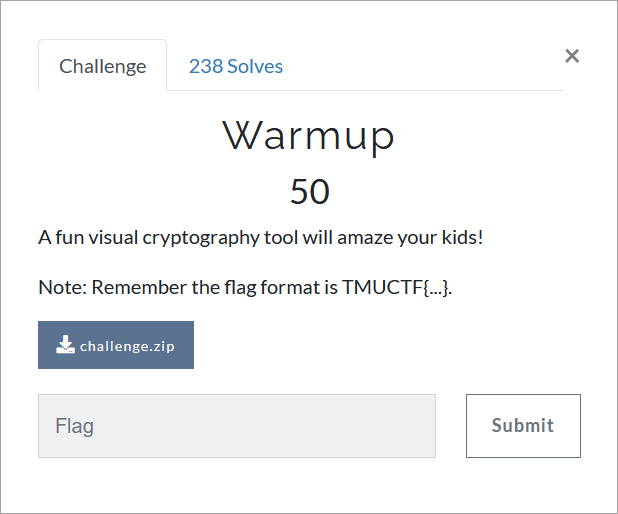 Challenge
238 Solves
×
Warmup
50
A fun visual cryptography tool will amaze your kids!
Note: Remember the flag format is TMUCTF{...}.
challenge.zip
Flag
Submit